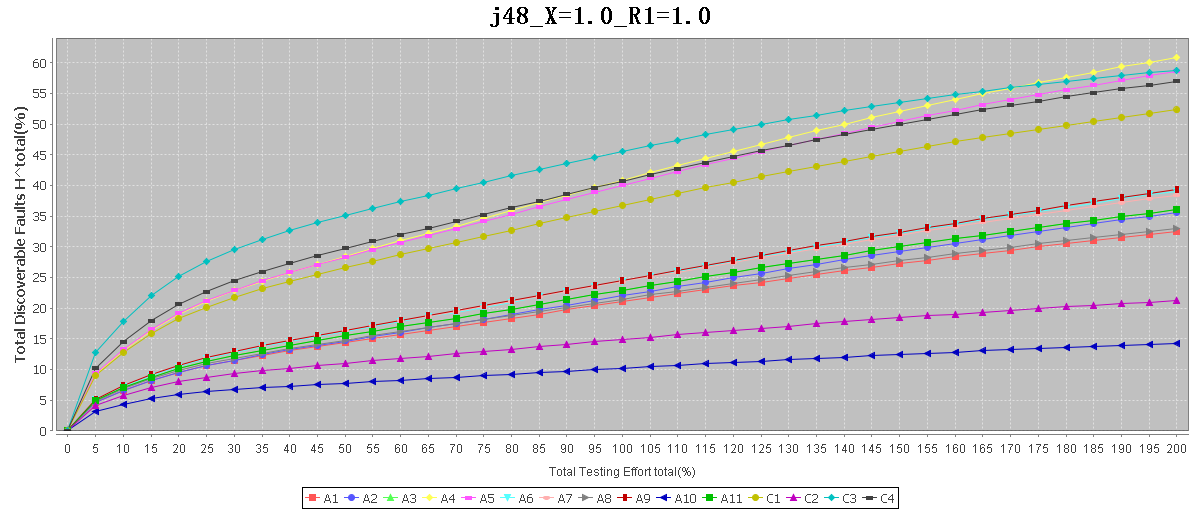 j48_X=1.0_R1=1.0
Total Discoverable Faults H^total(%)
60
55
50
45
40
35
30
25
20
15
10
5
0
0 5 10 15 20 25 30 35 40 45 50 55 60 65 70 75 80 85 90 95 100 105 110 115 120 125 130 135 140 145 150 155 160 165 170 175 180 185 190 195 200
Total Testing Effort total(%)
A1 A2 A3 A4 A5 A6 A7 A8 A9 A10 A11 C1 C2 C3 C4